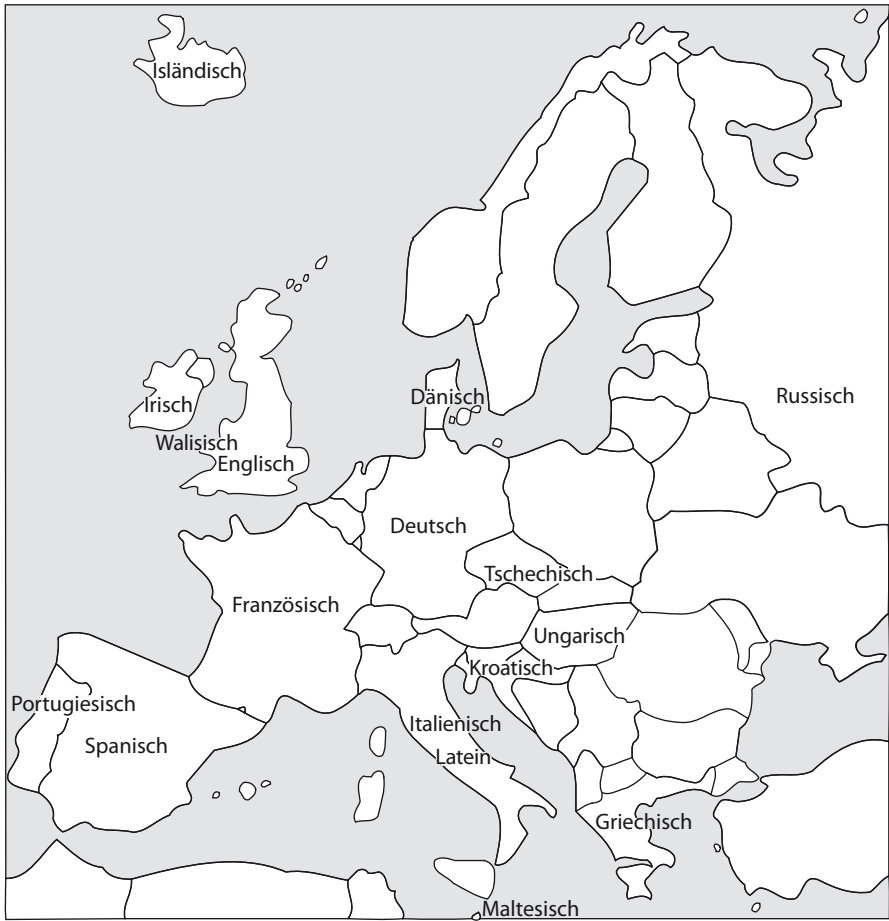 Isländisch
Dänisch
Russisch
Irisch
Walisisch
Englisch
Deutsch
Tschechisch
Französisch
Ungarisch
Kroatisch
Portugiesisch
Italienisch
Spanisch
Latein
Griechisch
Maltesisch